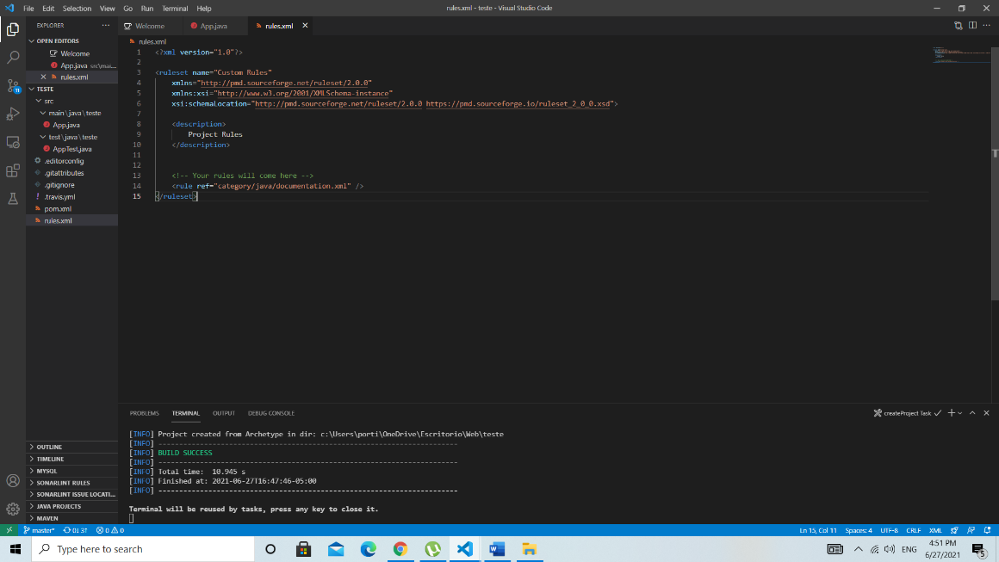 File Edit Selection View Go Run Terminal Help
rules.xml - teste - Visual Studio Code
EXPLORER
OPEN EDITORS
Welcome
App.java src\mai...
rules.xml
TESTE
src
main\java\teste
App.java
test\java\teste
AppTest.java
.editorconfig
.gitattributes
.gitignore
.travis.yml
pom.xml
rules.xml
OUTLINE
TIMELINE
MYSQL
SONARLINT RULES
SONARLINT ISSUE LOCATI...
JAVA PROJECTS
MAVEN
11
Welcome App.java rules.xml
rules.xml
1 <?xml version="1.0"?>
2
3 <ruleset name="Custom Rules"
4 xmlns="http://pmd.sourceforge.net/ruleset/2.0.0"
5 xmlns:xsi="http://www.w3.org/2001/XMLSchema-instance"
6 xsi:schemaLocation="http://pmd.sourceforge.net/ruleset/2.0.0 https://pmd.sourceforge.io/ruleset_2_0_0.xsd">
7
8 <description>
9 Project Rules
10 </description>
11
12
13 <!-- Your rules will come here -->
14 <rule ref="category/java/documentation.xml" />
15 </ruleset>
PROBLEMS TERMINAL OUTPUT DEBUG CONSOLE
createProject Task
[INFO] Project created from Archetype in dir: c:\Users\porti\OneDrive\Escritorio\Web\teste
[INFO] ------------------------------------------------------------------------
[INFO] BUILD SUCCESS
[INFO] ------------------------------------------------------------------------
[INFO] Total time: 10.945 s
[INFO] Finished at: 2021-06-27T16:47:46-05:00
[INFO] ------------------------------------------------------------------------
Terminal will be reused by tasks, press any key to close it.
master* 0↓ 3↑ 0 0
Ln 15, Col 11 Spaces: 4 UTF-8 CRLF XML
Type here to search
ENG
4:51 PM
6/27/2021
5